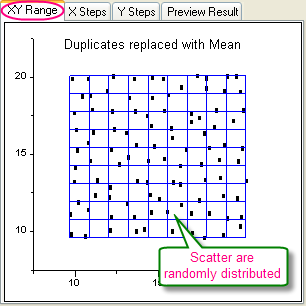 XY Range X Steps Y Steps Preview Result
Duplicates replaced with Mean
20
15
10
Scatter are
randomly distributed
10